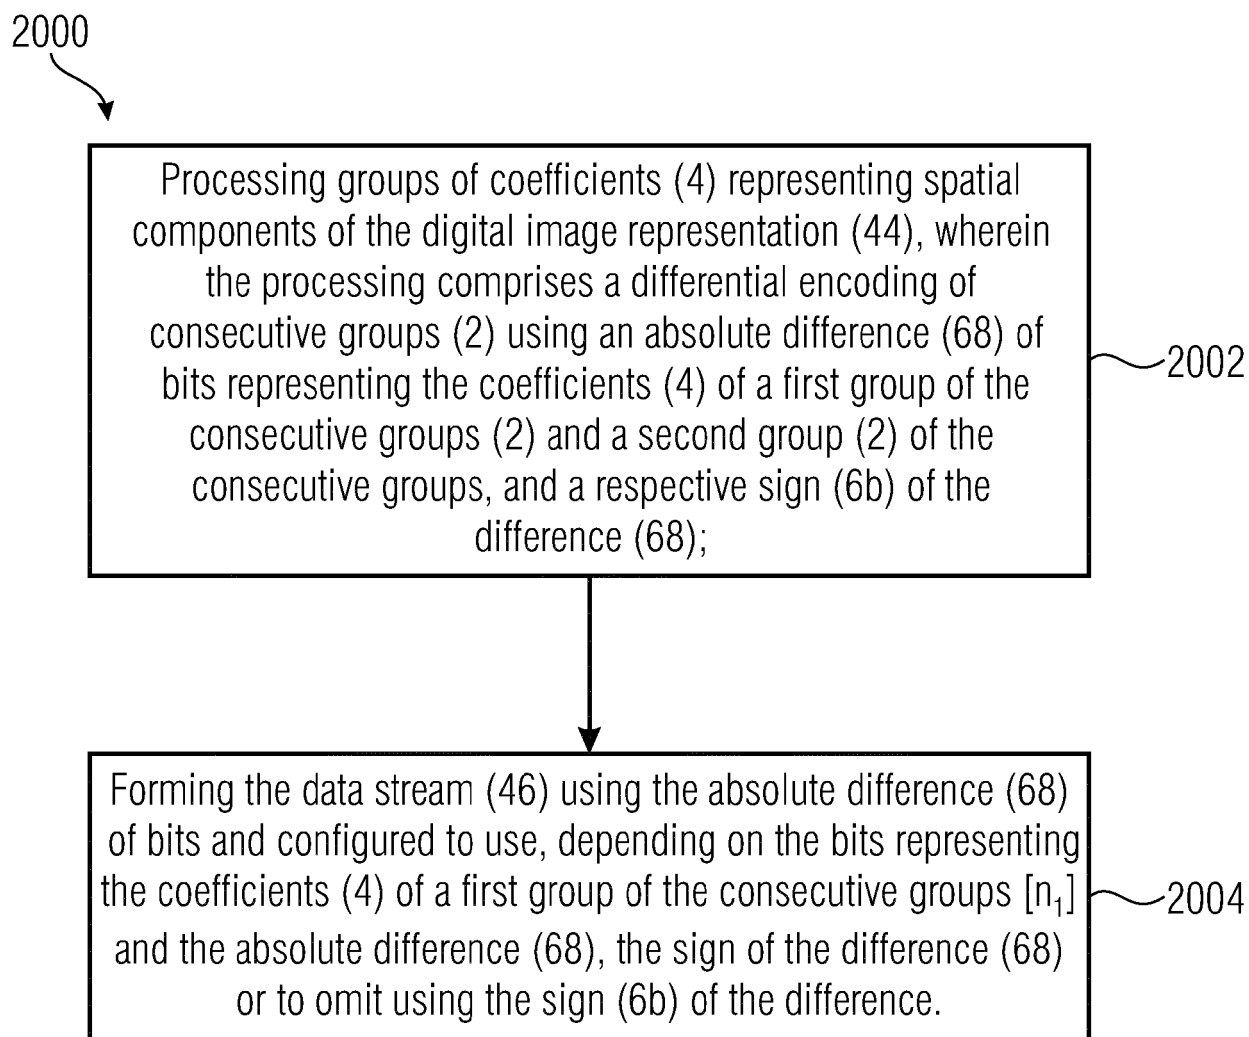 2000
Processing groups of coefficients (4) representing spatial
components of the digital image representation (44), wherein
the processing comprises a differential encoding of
consecutive groups (2) using an absolute difference (68) of
bits representing the coefficients (4) of a first group of the
consecutive groups (2) and a second group (2) of the
consecutive groups, and a respective sign (6b) of the
difference (68);
2002
Forming the data stream (46) using the absolute difference (68)
of bits and configured to use, depending on the bits representing
the coefficients (4) of a first group of the consecutive groups [n₁]
and the absolute difference (68), the sign of the difference (68)
or to omit using the sign (6b) of the difference.
2004